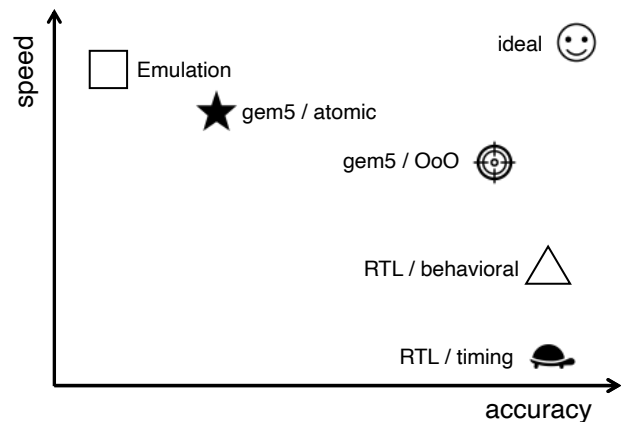 speed
ideal
Emulation
gem5 / atomic
gem5 / OoO
RTL / behavioral
RTL / timing
accuracy